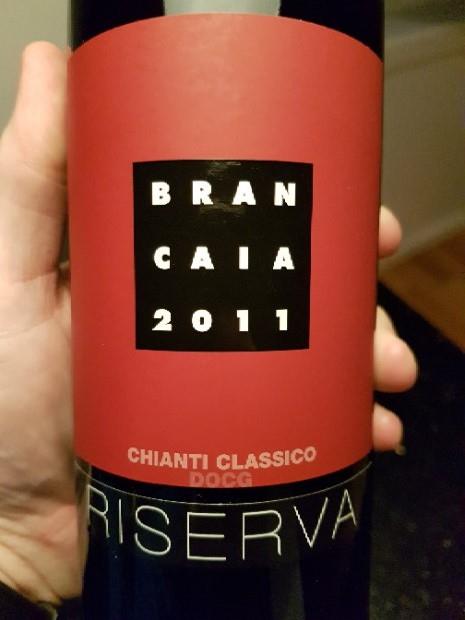 BRAN
CAIA
2011
CHIANTI CLASSICO
DOCG
RISERVA